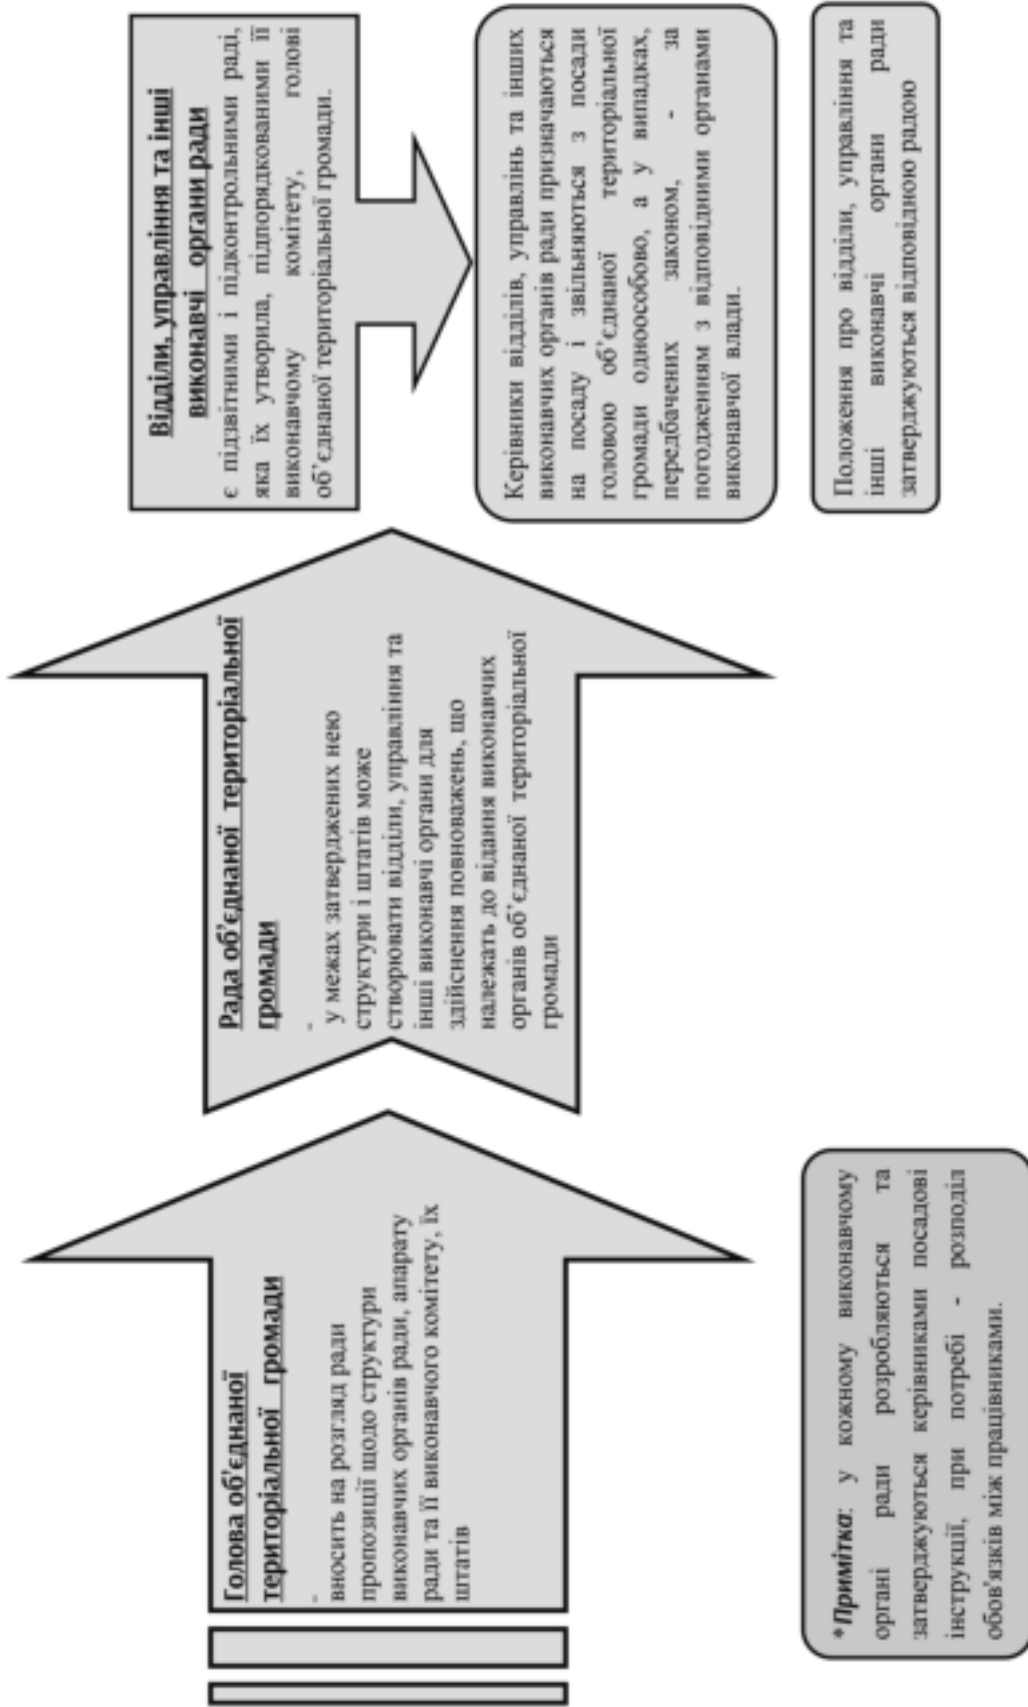 Голова об'єднаної
територіальної громади
-
вносить на розгляд ради
пропозиції щодо структури
виконавчих органів ради, апарату
ради та її виконавчого комітету, їх
штатів
Рада об'єднаної територіальної
громади
-
у межах затверджених нею
структури і штатів може
створювати відділи, управління та
інші виконавчі органи для
здійснення повноважень, що
належать до відання виконавчих
органів об'єднаної територіальної
громади
Відділи, управління та інші
виконавчі органи ради
є підзвітними і підконтрольними раді,
яка їх утворила, підпорядкованими її
виконавчому комітету, голові
об'єднаної територіальної громади.
Керівники відділів, управлінь та інших
виконавчих органів ради призначаються
на посаду і звільняються з посади
головою об'єднаної територіальної
громади одноособово, а у випадках,
передбачених законом, - за
погодженням з відповідними органами
виконавчої влади.
Положення про відділи, управління та
інші виконавчі органи ради
затверджуються відповідною радою
*Примітка: у кожному виконавчому
органі ради розробляються та
затверджуються керівниками посадові
інструкції, при потребі - розподіл
обов'язків між працівниками.